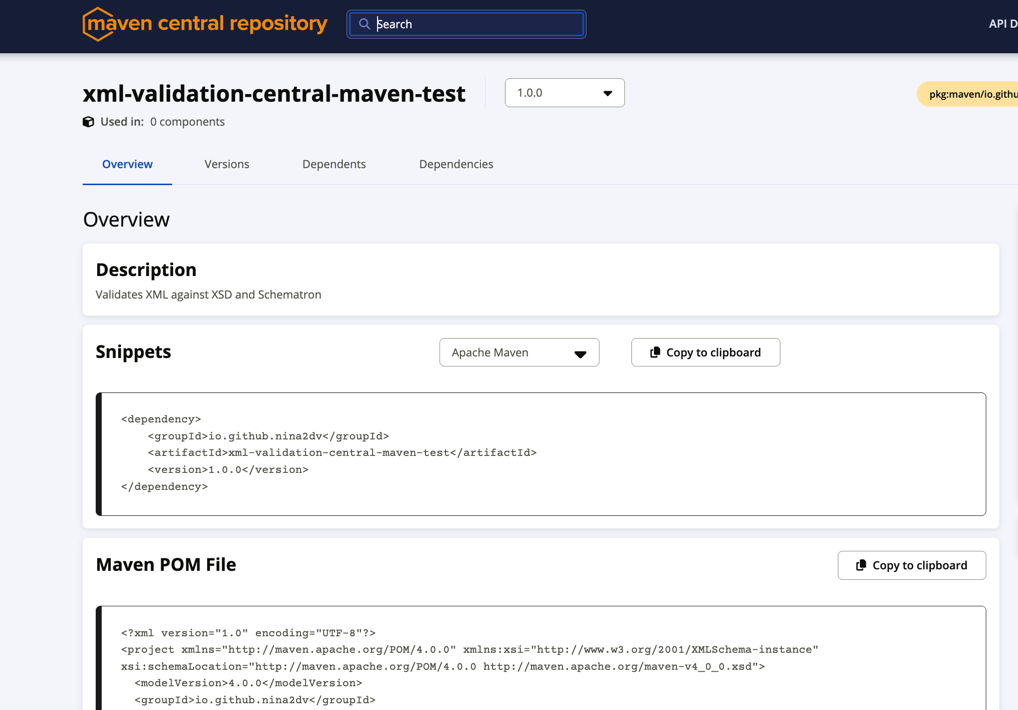 maven central repository
Search
API D
xml-validation-central-maven-test
1.0.0
pkg:maven/io.githu
Used in: 0 components
Overview Versions Dependents Dependencies
Overview
Description
Validates XML against XSD and Schematron
Snippets
Apache Maven
Copy to clipboard
<dependency>
    <groupId>io.github.nina2dv</groupId>
    <artifactId>xml-validation-central-maven-test</artifactId>
    <version>1.0.0</version>
</dependency>
Maven POM File
Copy to clipboard
<?xml version="1.0" encoding="UTF-8"?>
<project xmlns="http://maven.apache.org/POM/4.0.0" xmlns:xsi="http://www.w3.org/2001/XMLSchema-instance"
xsi:schemaLocation="http://maven.apache.org/POM/4.0.0 http://maven.apache.org/maven-v4_0_0.xsd">
  <modelVersion>4.0.0</modelVersion>
  <groupId>io.github.nina2dv</groupId>